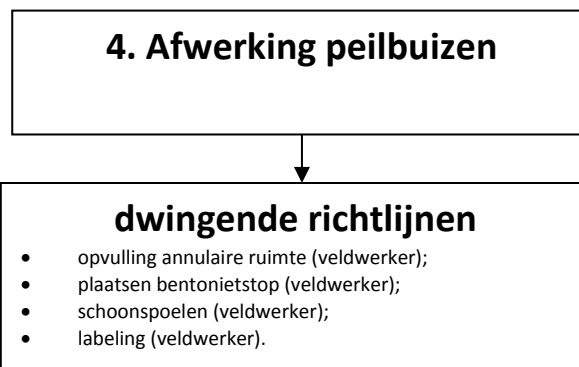 4. Afwerking peilbuizen
dwingende richtlijnen
• opvulling annulaire ruimte (veldwerker);
• plaatsen bentonietstop (veldwerker);
• schoonspoelen (veldwerker);
• labeling (veldwerker).